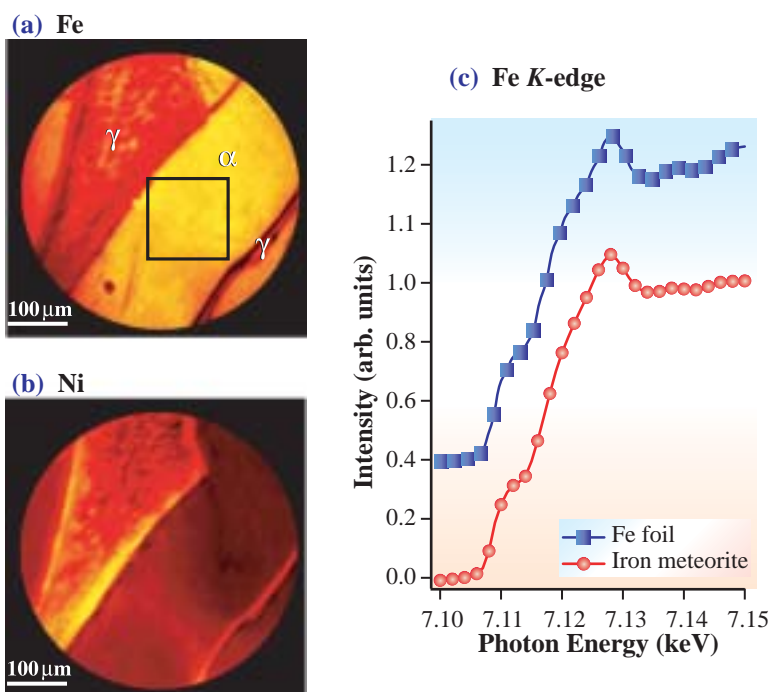 (a) Fe
γ
α
γ
100 μm
(b) Ni
100 μm
(c) Fe K-edge
Intensity (arb. units)
1.2
1.1
1.0
0.8
0.6
0.4
0.2
0.0
Fe foil
Iron meteorite
7.10 7.11 7.12 7.13 7.14 7.15
Photon Energy (keV)